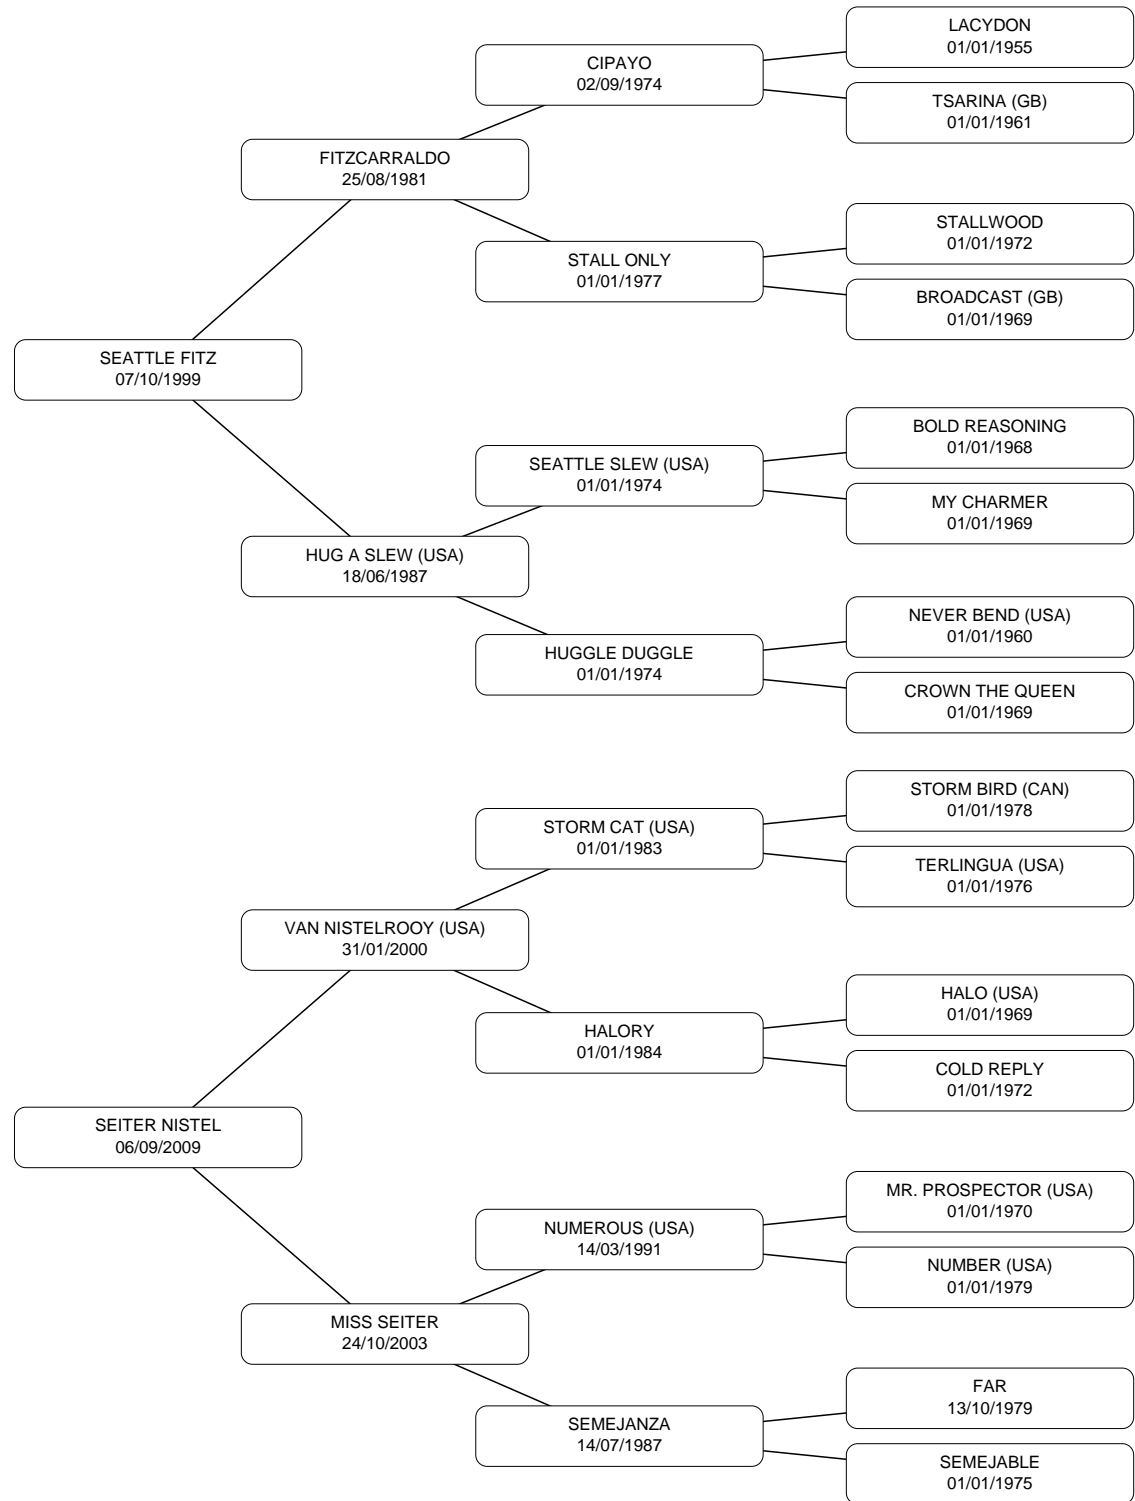 LACYDON
01/01/1955
CIPAYO
02/09/1974
TSARINA (GB)
01/01/1961
FITZCARRALDO
25/08/1981
STALLWOOD
01/01/1972
STALL ONLY
01/01/1977
BROADCAST (GB)
01/01/1969
SEATTLE FITZ
07/10/1999
BOLD REASONING
01/01/1968
SEATTLE SLEW (USA)
01/01/1974
MY CHARMER
01/01/1969
HUG A SLEW (USA)
18/06/1987
NEVER BEND (USA)
01/01/1960
HUGGLE DUGGLE
01/01/1974
CROWN THE QUEEN
01/01/1969
STORM BIRD (CAN)
01/01/1978
STORM CAT (USA)
01/01/1983
TERLINGUA (USA)
01/01/1976
VAN NISTELROOY (USA)
31/01/2000
HALO (USA)
01/01/1969
HALORY
01/01/1984
COLD REPLY
01/01/1972
SEITER NISTEL
06/09/2009
MR. PROSPECTOR (USA)
01/01/1970
NUMEROUS (USA)
14/03/1991
NUMBER (USA)
01/01/1979
MISS SEITER
24/10/2003
FAR
13/10/1979
SEMEJANZA
14/07/1987
SEMEJABLE
01/01/1975